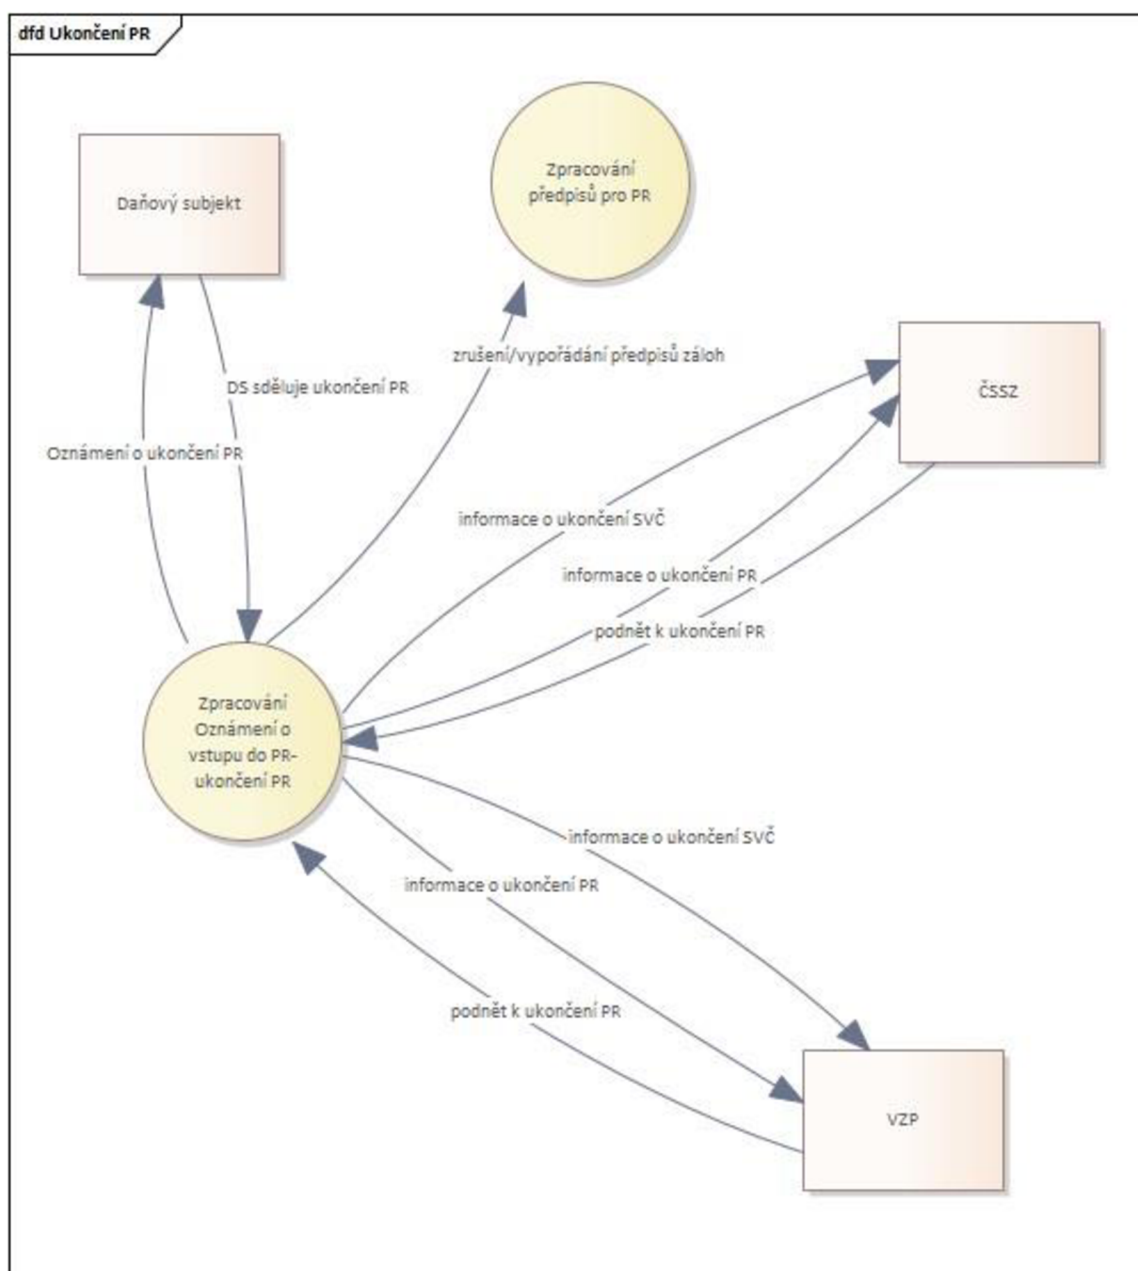 dfd Ukončení PR
Zpracování
předpisů pro PR
Daňový subjekt
zrušení/vypořádání předpisů záloh
DS sděluje ukončení PR
ČSSZ
Oznámení o ukončení PR
informace o ukončení SVČ
informace o ukončení PR
podnět k ukončení PR
Zpracování
Oznámení o
vstupu do PR-
ukončení PR
informace o ukončení SVČ
informace o ukončení PR
podnět k ukončení PR
VZP